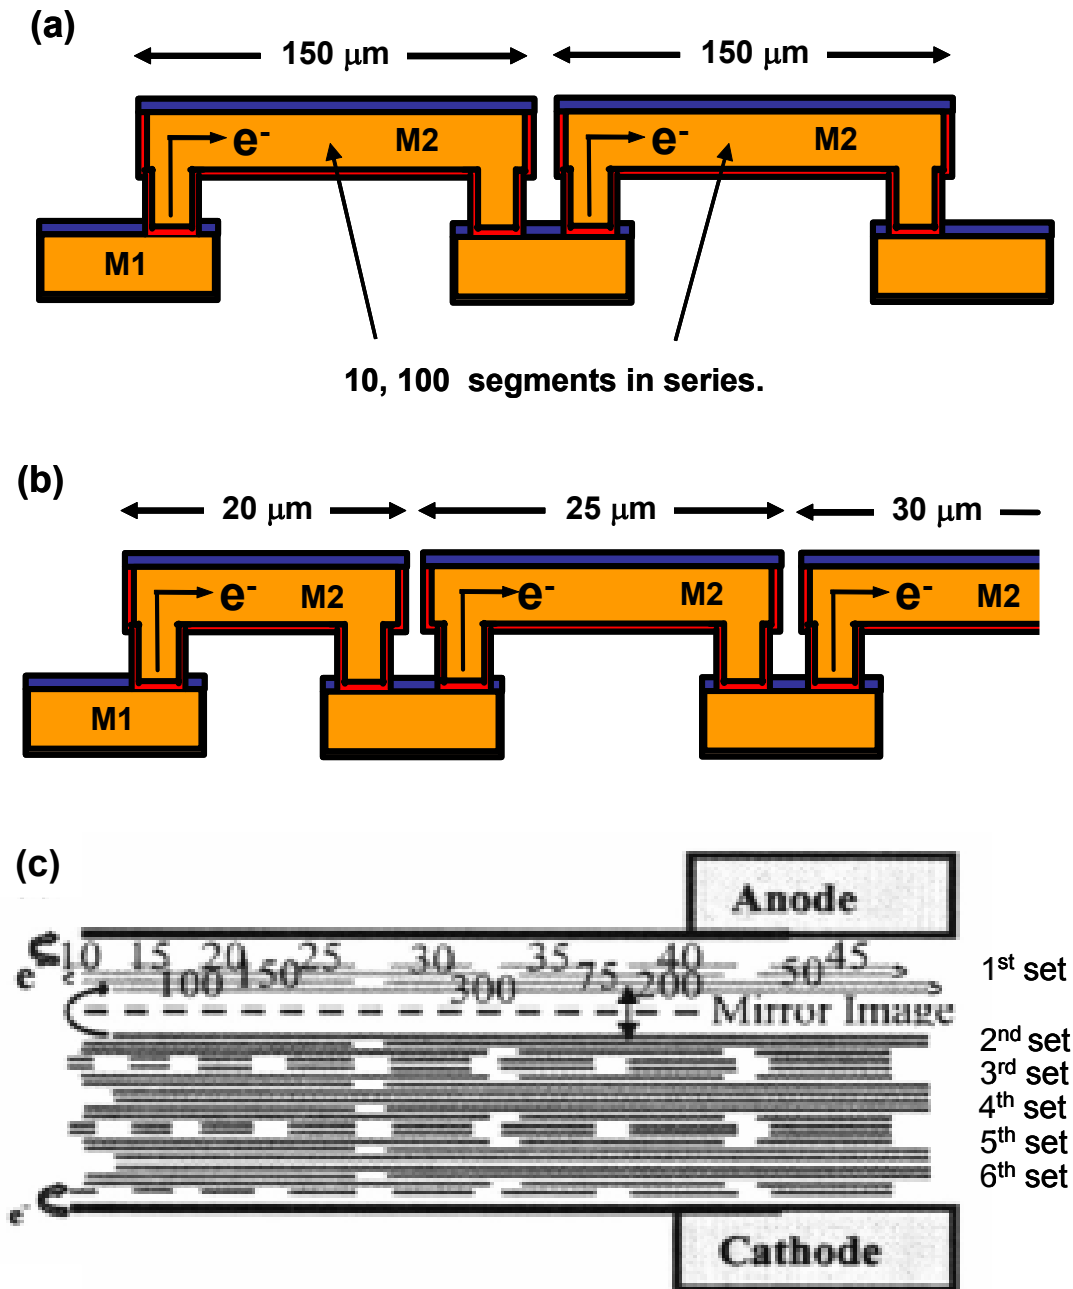 (a)
150 μm 150 μm
e- M2 e- M2
M1
10, 100 segments in series.
(b)
20 μm 25 μm 30 μm
e- M2 e- M2 e- M2
M1
(c)
Anode
10 15 20 25 30 35 40 45
e
100 150 300 75 200 50
1st set
Mirror Image
2nd set
3rd set
4th set
5th set
6th set
e-
Cathode